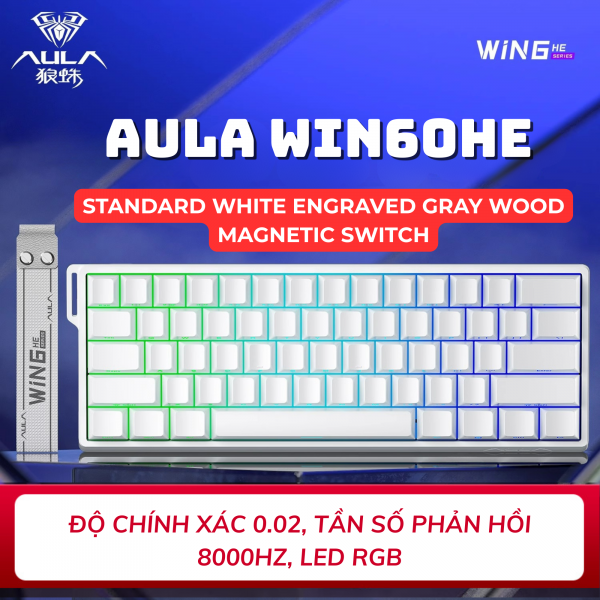 AULA
狼蛛
WiNG HE
SERIES
AULA WIN60HE
STANDARD WHITE ENGRAVED GRAY WOOD
MAGNETIC SWITCH
AULA WiNG HE
ĐỘ CHÍNH XÁC 0.02, TẦN SỐ PHẢN HỒI
8000HZ, LED RGB